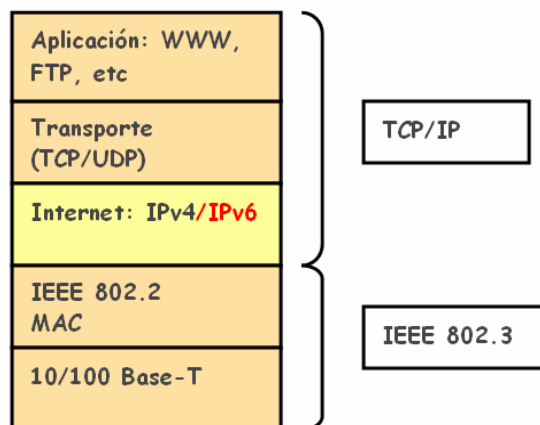 Aplicación: WWW,
FTP, etc
Transporte
(TCP/UDP)
Internet: IPv4/IPv6
IEEE 802.2
MAC
10/100 Base-T
TCP/IP
IEEE 802.3